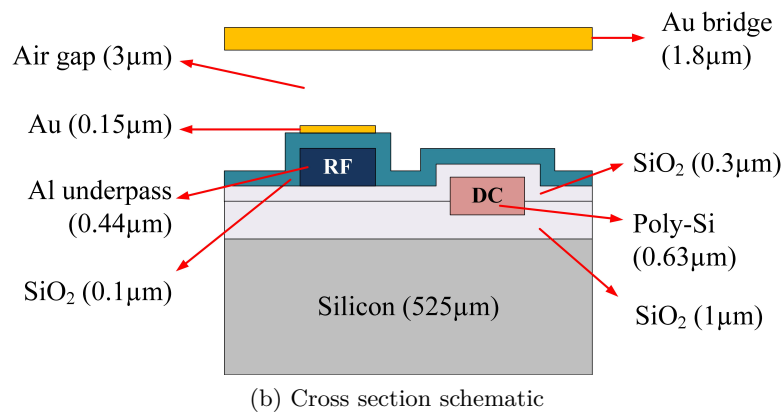 Au bridge
(1.8µm)
Air gap (3µm)
Au (0.15µm)
RF
SiO₂ (0.3µm)
Al underpass
(0.44µm)
DC
Poly-Si
(0.63µm)
SiO₂ (0.1µm)
Silicon (525µm)
SiO₂ (1µm)
(b) Cross section schematic